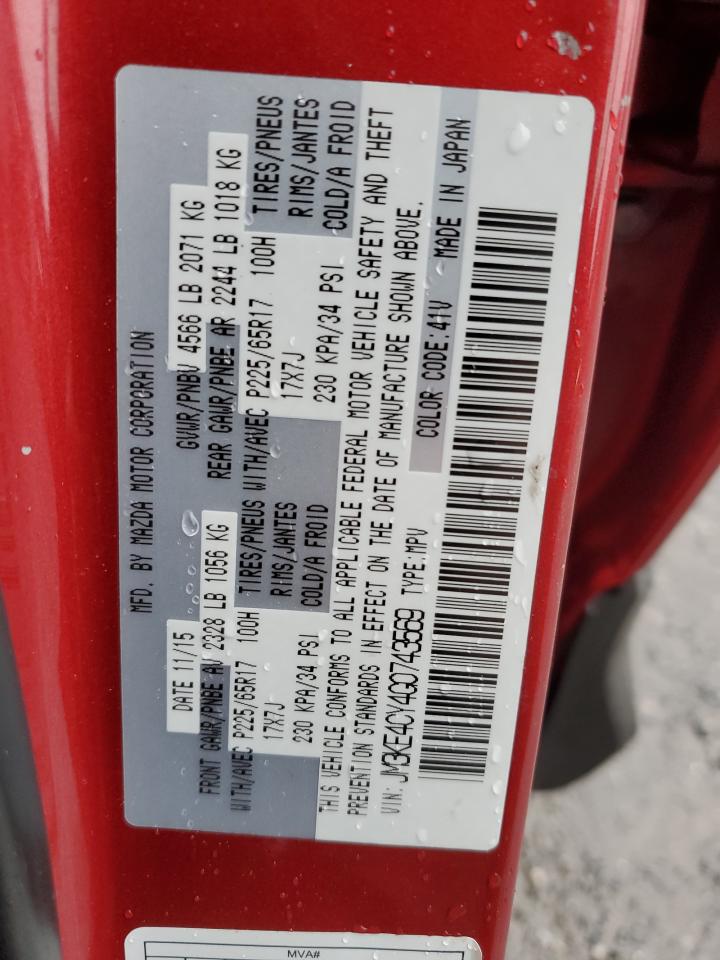 MFD. BY MAZDA MOTOR CORPORATION
DATE 11/15 GVWR/PNBV 4566 LB 2071 KG
FRONT GAWR/PNBE AV 2328 LB 1056 KG REAR GAWR/PNBE AR 2244 LB 1018 KG
WITH/AVEC P225/65R17 100H TIRES/PNEUS WITH/AVEC P225/65R17 100H TIRES/PNEUS
17X7J RIMS/JANTES 17X7J RIMS/JANTES
230 KPA/34 PSI COLD/A FROID 230 KPA/34 PSI COLD/A FROID
THIS VEHICLE CONFORMS TO ALL APPLICABLE FEDERAL MOTOR VEHICLE SAFETY AND THEFT
PREVENTION STANDARDS IN EFFECT ON THE DATE OF MANUFACTURE SHOWN ABOVE.
VIN: JM3KE4CY4G0743569 TYPE:MPV COLOR CODE:41V MADE IN JAPAN
MVA#